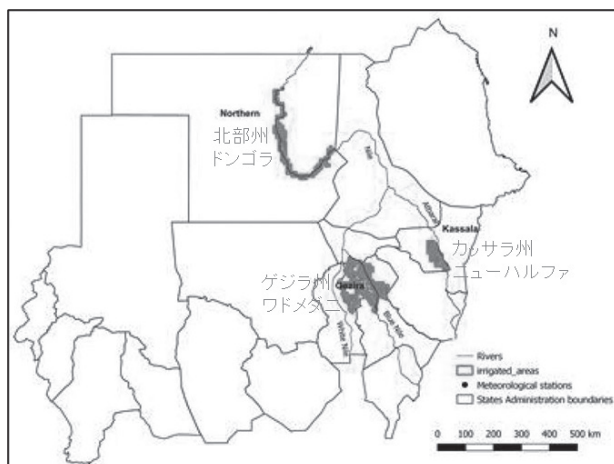 N
Northern
北部州
ドンゴラ
Nile
Atbarah
Kassala
カッサラ州
ニューハルファ
ゲジラ州
ワドメダニ
Gezira
White Nile
Blue Nile
Rivers
irrigated_areas
Meteorological stations
States Administration boundaries
0 100 200 300 400 500 km